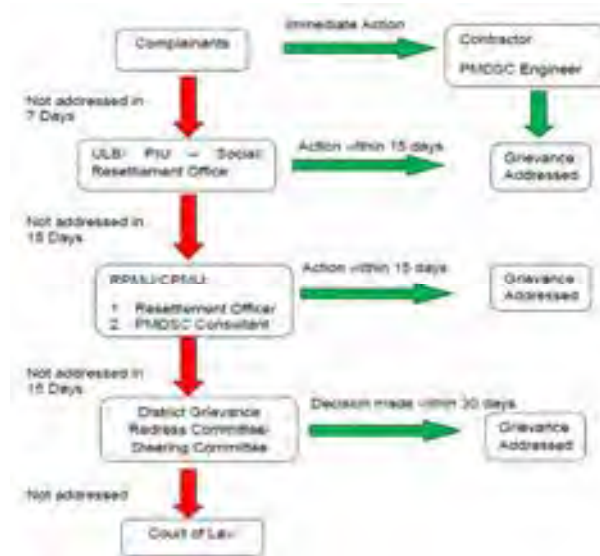 Immediate Action
Complainants
Contractor
PMDSC Engineer
Not addressed in
7 Days
ULB/ PIU – Social/
Resettlement Office
Action within 15 days
Grievance
Addressed
Not addressed in
15 Days
RPMU/CPMU:
1. Resettlement Officer
2. PMDSC Consultant
Action within 15 days
Grievance
Addressed
Not addressed in
15 Days
District Grievance
Redress Committee/
Steering Committee
Decision made within 30 days
Grievance
Addressed
Not addressed
Court of Law